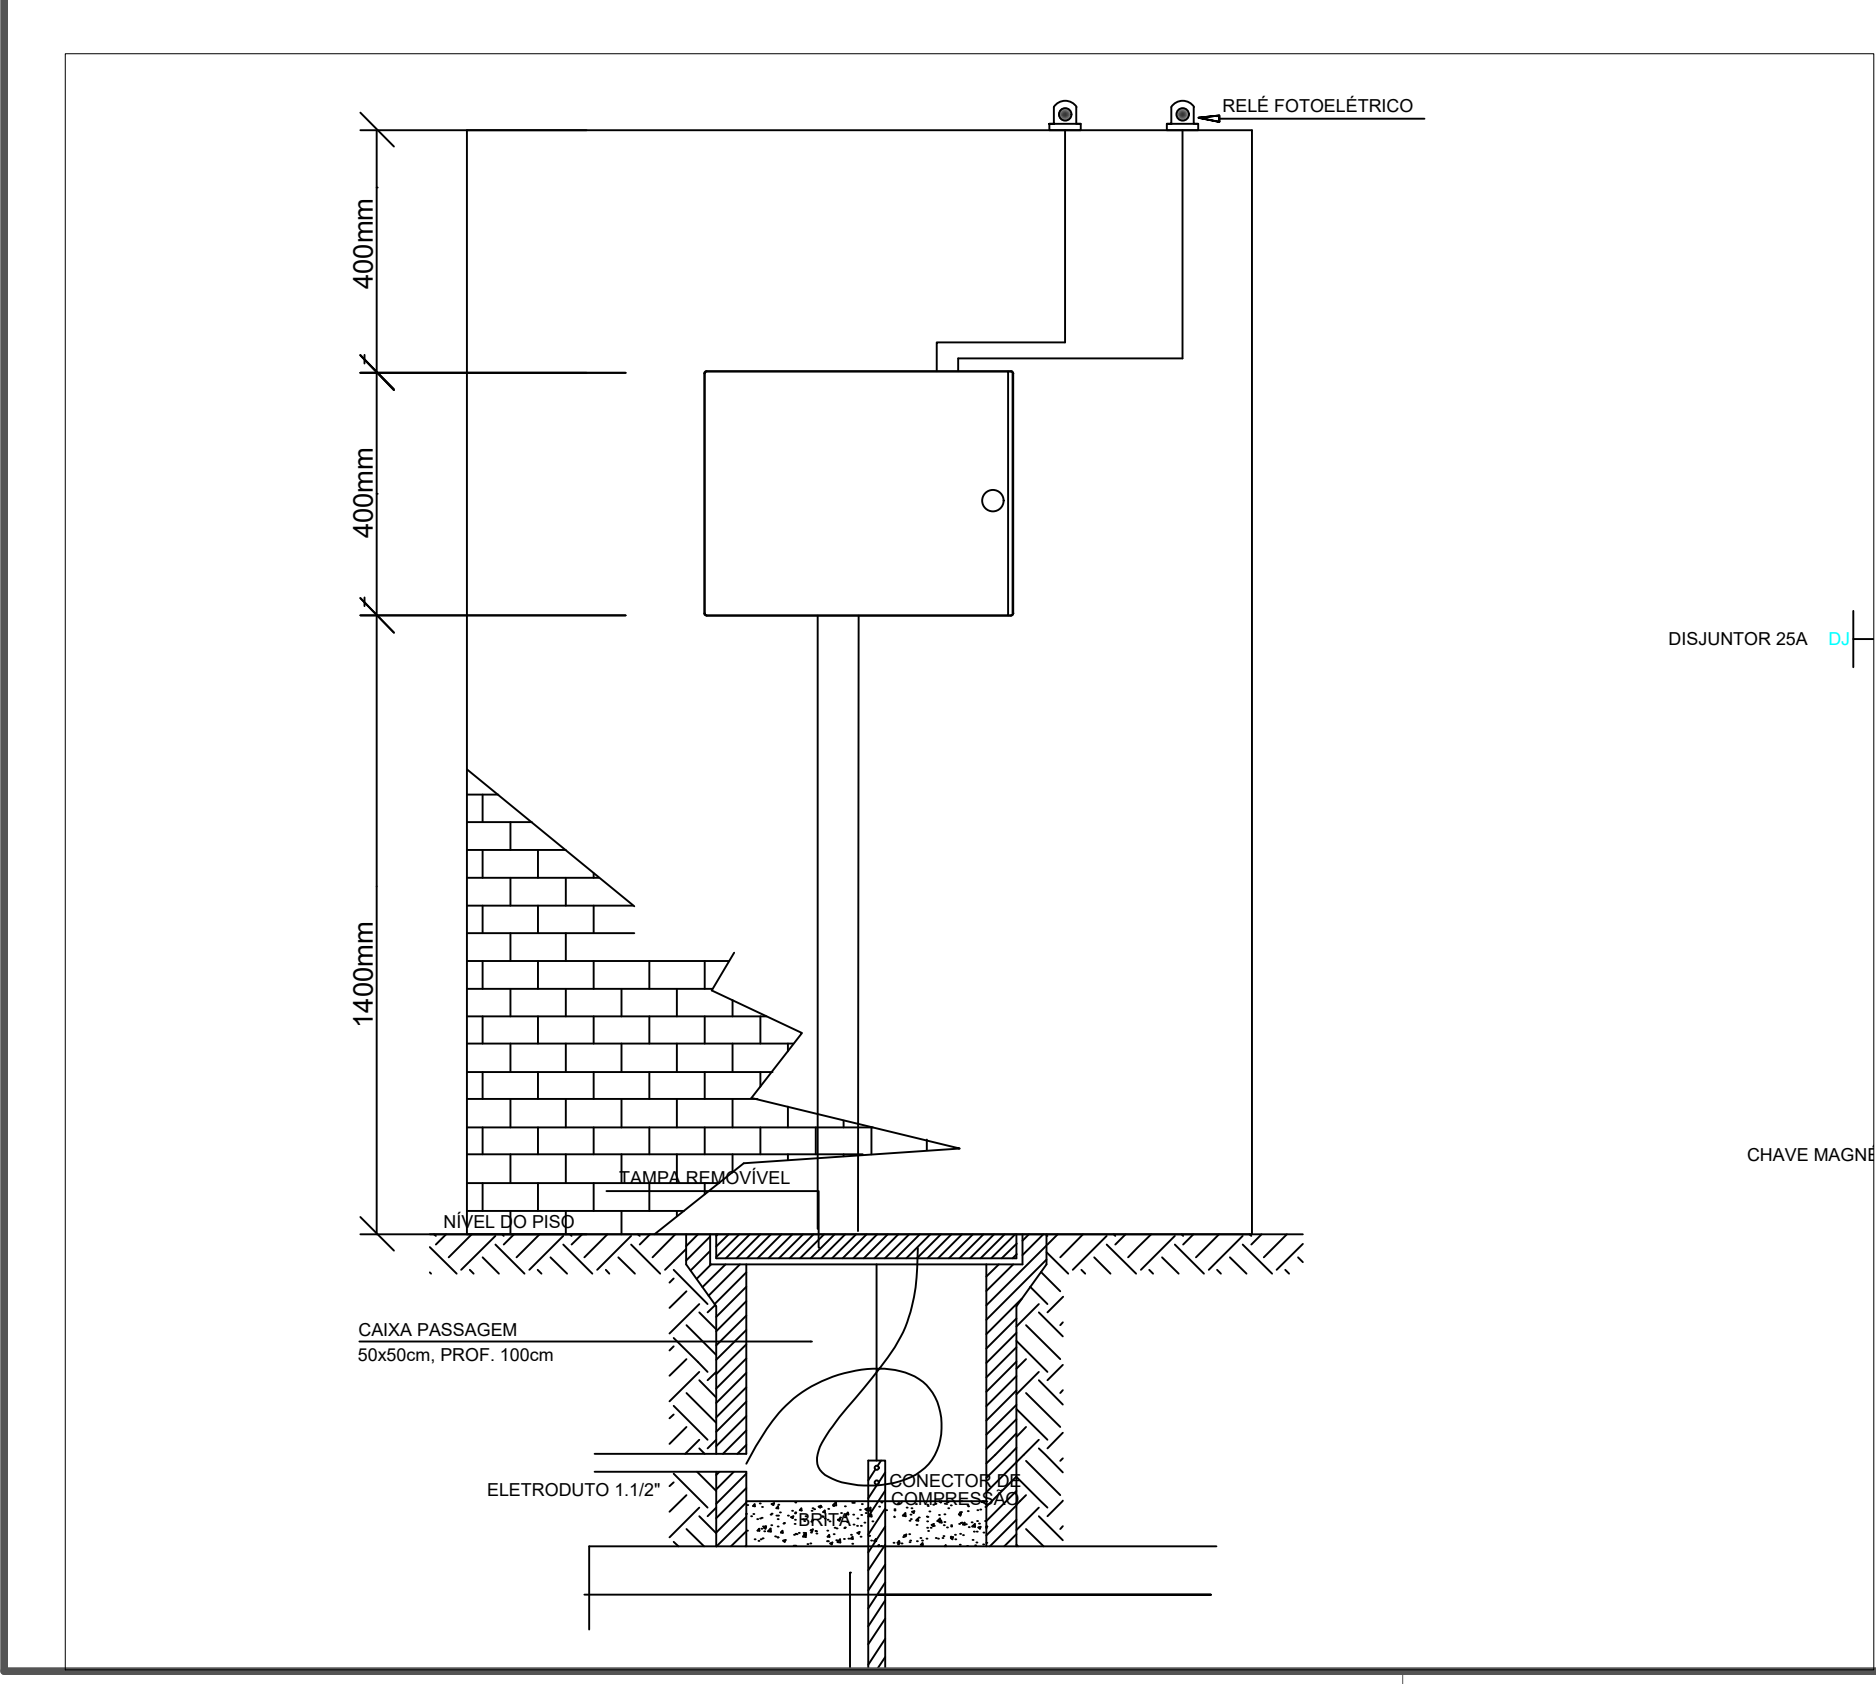 RELÉ FOTOELÉTRICO
400mm
400mm
DISJUNTOR 25A DJ
1400mm
CHAVE MAGNÉ
TAMPA REMOVÍVEL
NÍVEL DO PISO
CAIXA PASSAGEM
50x50cm, PROF. 100cm
CONECTOR DE
COMPRESSÃO
ELETRODUTO 1.1/2"
BRITA